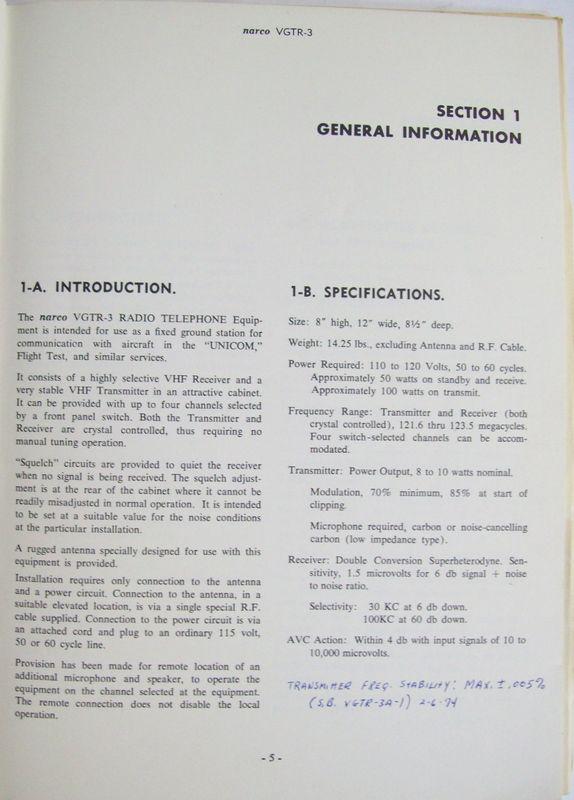 narco VGTR-3
SECTION 1
GENERAL INFORMATION
1-A. INTRODUCTION.
The narco VGTR-3 RADIO TELEPHONE Equip-
ment is intended for use as a fixed ground station for
communication with aircraft in the "UNICOM,"
Flight Test, and similar services.
It consists of a highly selective VHF Receiver and a
very stable VHF Transmitter in an attractive cabinet.
It can be provided with up to four channels selected
by a front panel switch. Both the Transmitter and
Receiver are crystal controlled, thus requiring no
manual tuning operation.
"Squelch" circuits are provided to quiet the receiver
when no signal is being received. The squelch adjust-
ment is at the rear of the cabinet where it cannot be
readily misadjusted in normal operation. It is intended
to be set at a suitable value for the noise conditions
at the particular installation.
A rugged antenna specially designed for use with this
equipment is provided.
Installation requires only connection to the antenna
and a power circuit. Connection to the antenna, in a
suitable elevated location, is via a single special R.F.
cable supplied. Connection to the power circuit is via
an attached cord and plug to an ordinary 115 volt,
50 or 60 cycle line.
Provision has been made for remote location of an
additional microphone and speaker, to operate the
equipment on the channel selected at the equipment.
The remote connection does not disable the local
operation.
1-B. SPECIFICATIONS.
Size: 8" high, 12" wide, 8½" deep.
Weight: 14.25 lbs., excluding Antenna and R.F. Cable.
Power Required: 110 to 120 Volts, 50 to 60 cycles.
Approximately 50 watts on standby and receive.
Approximately 100 watts on transmit.
Frequency Range: Transmitter and Receiver (both
crystal controlled), 121.6 thru 123.5 megacycles.
Four switch-selected channels can be accom-
modated.
Transmitter: Power Output, 8 to 10 watts nominal.
Modulation, 70% minimum, 85% at start of
clipping.
Microphone required, carbon or noise-cancelling
carbon (low impedance type).
Receiver: Double Conversion Superheterodyne. Sen-
sitivity, 1.5 microvolts for 6 db signal + noise
to noise ratio.
Selectivity: 30 KC at 6 db down.
100KC at 60 db down.
AVC Action: Within 4 db with input signals of 10 to
10,000 microvolts.
TRANSMITTER FREQ. STABILITY: MAX. ±.005%
(S.B. VGTR-3A-1) 2-6-74
- 5 -